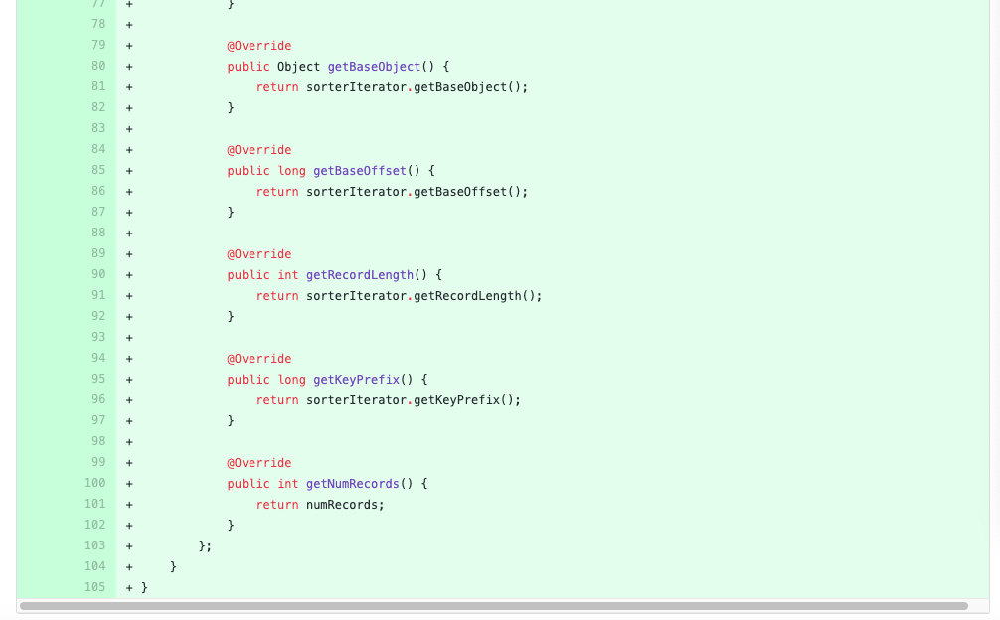 77 + }
78 +
79 + @Override
80 + public Object getBaseObject() {
81 + return sorterIterator.getBaseObject();
82 + }
83 +
84 + @Override
85 + public long getBaseOffset() {
86 + return sorterIterator.getBaseOffset();
87 + }
88 +
89 + @Override
90 + public int getRecordLength() {
91 + return sorterIterator.getRecordLength();
92 + }
93 +
94 + @Override
95 + public long getKeyPrefix() {
96 + return sorterIterator.getKeyPrefix();
97 + }
98 +
99 + @Override
100 + public int getNumRecords() {
101 + return numRecords;
102 + }
103 + };
104 + }
105 + }